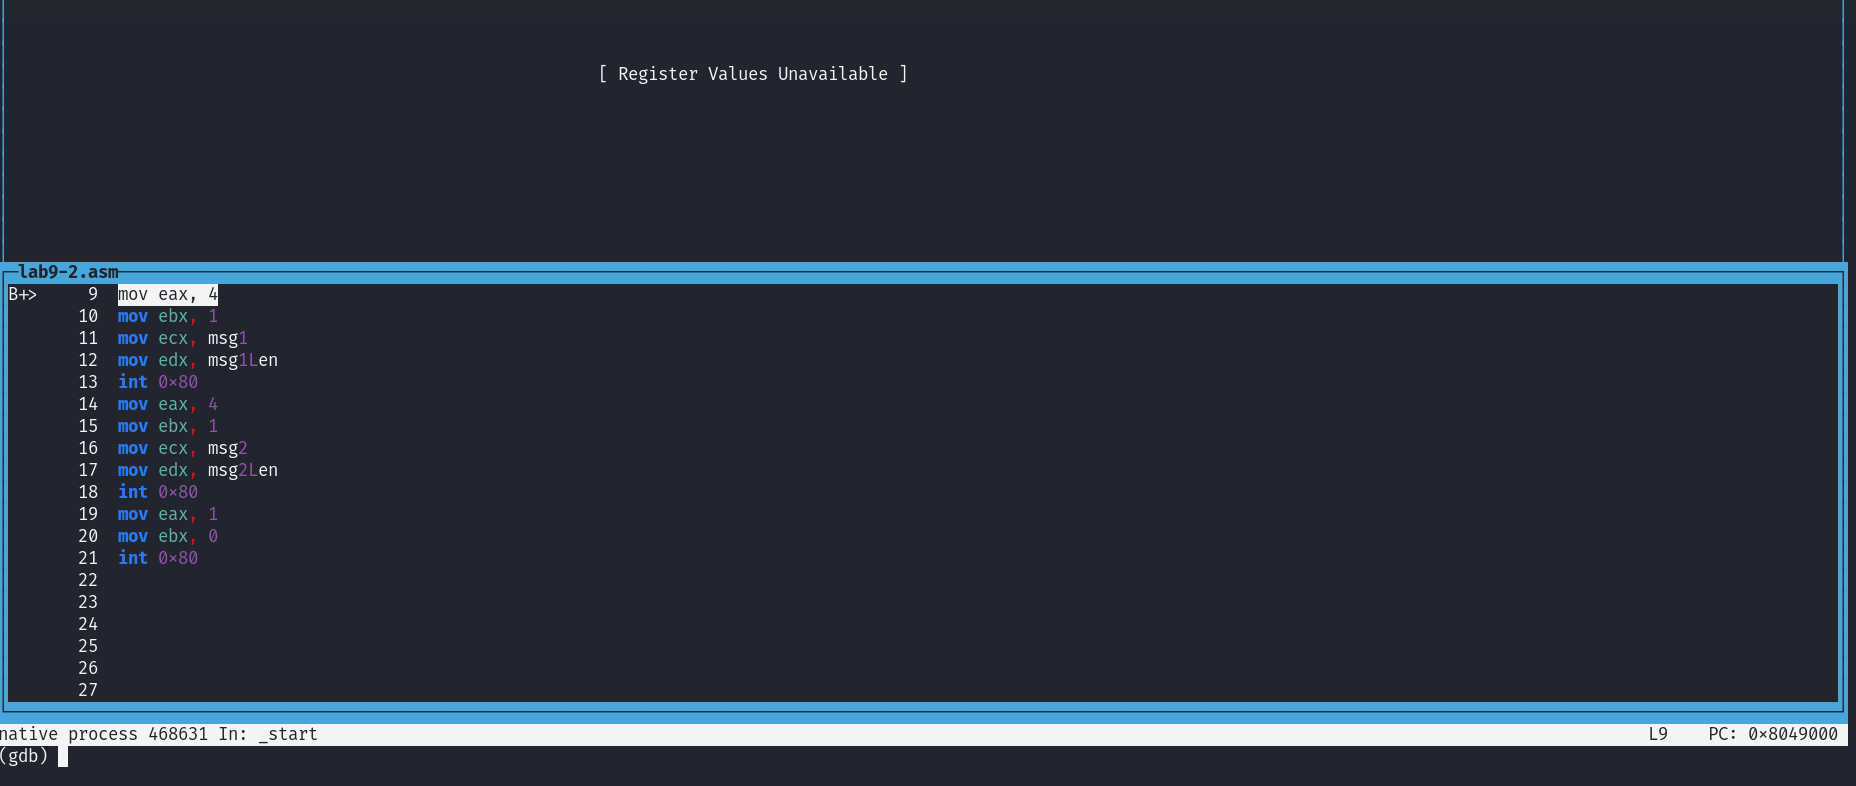 [ Register Values Unavailable ]
lab9-2.asm
B+> 9 mov eax, 4
10 mov ebx, 1
11 mov ecx, msg1
12 mov edx, msg1Len
13 int 0x80
14 mov eax, 4
15 mov ebx, 1
16 mov ecx, msg2
17 mov edx, msg2Len
18 int 0x80
19 mov eax, 1
20 mov ebx, 0
21 int 0x80
22
23
24
25
26
27
native process 468631 In: _start L9 PC: 0x8049000
(gdb)